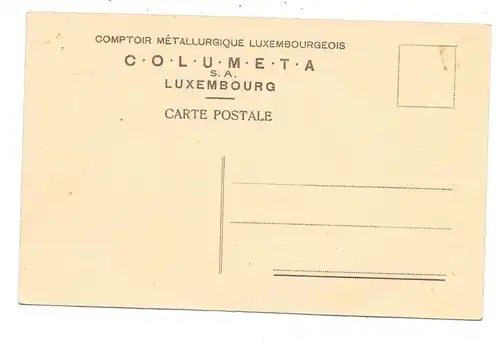 COMPTOIR MÉTALLURGIQUE LUXEMBOURGEOIS
C·O·L·U·M·E·T·A
S.A.
LUXEMBOURG
CARTE POSTALE